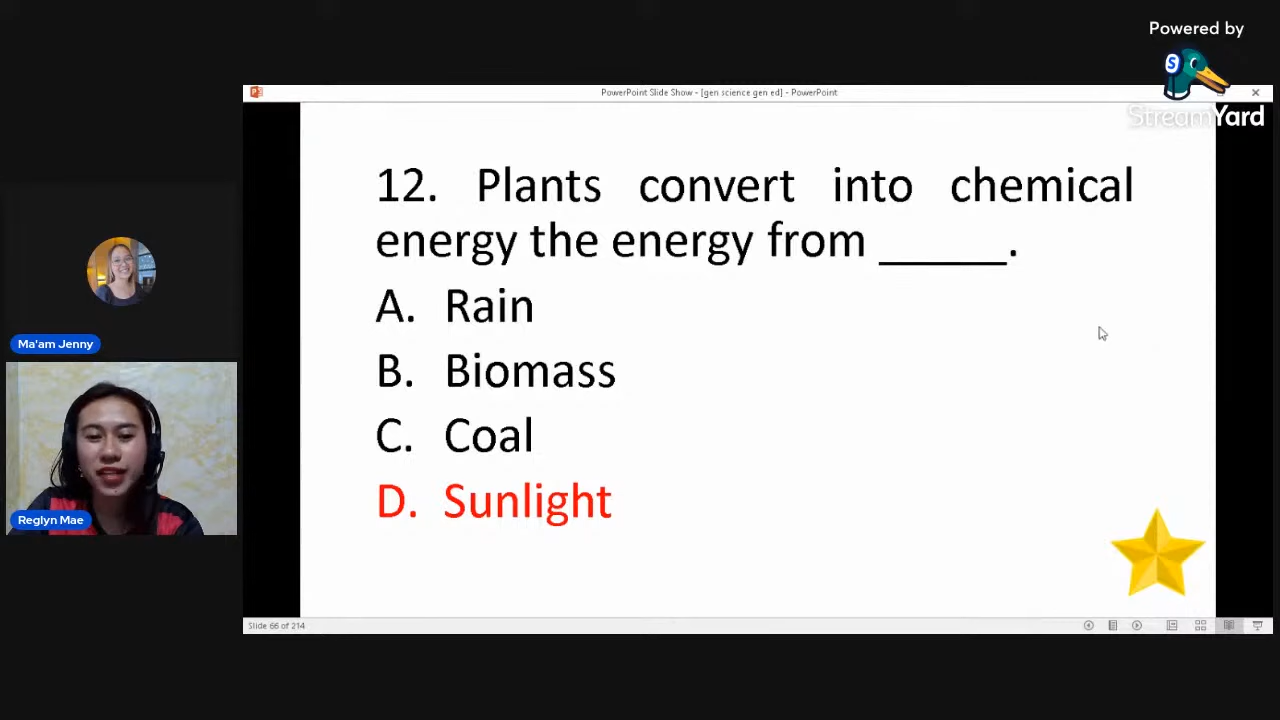 Powered by
S
StreamYard
PowerPoint Slide Show - [gen science gen ed] - PowerPoint
12. Plants convert into chemical
energy the energy from ______.
A. Rain
B. Biomass
C. Coal
D. Sunlight
Ma'am Jenny
Reglyn Mae
Slide 66 of 214